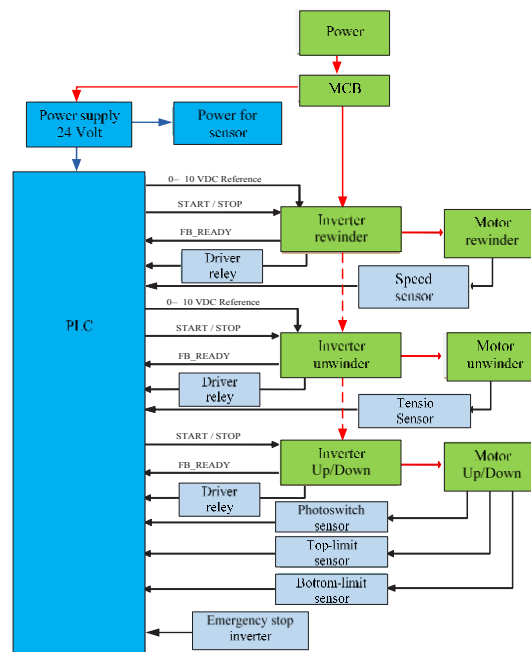 Power
MCB
Power supply
24 Volt
Power for
sensor
0– 10 VDC Reference
START / STOP
FB_READY
Inverter
rewinder
Motor
rewinder
Driver
reley
Speed
sensor
0– 10 VDC Reference
PLC
START / STOP
FB_READY
Inverter
unwinder
Motor
unwinder
Driver
reley
Tensio
Sensor
START / STOP
FB_READY
Inverter
Up/Down
Motor
Up/Down
Driver
reley
Photoswitch
sensor
Top-limit
sensor
Bottom-limit
sensor
Emergency stop
inverter